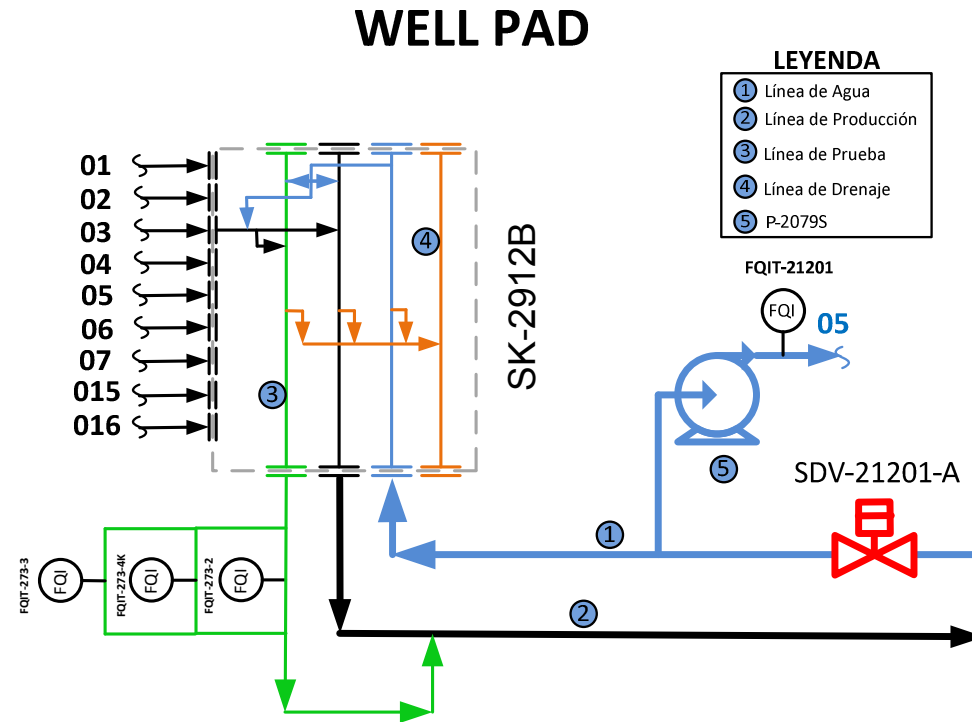 WELL PAD
LEYENDA
1 Línea de Agua
2 Línea de Producción
3 Línea de Prueba
4 Línea de Drenaje
5 P-2079S
01
02
03
04
05
06
07
015
016
4
3
SK-2912B
FQIT-21201
FQI
05
5
SDV-21201-A
1
2
FQIT-273-3
FQI
FQIT-273-4K
FQI
FQIT-273-2
FQI